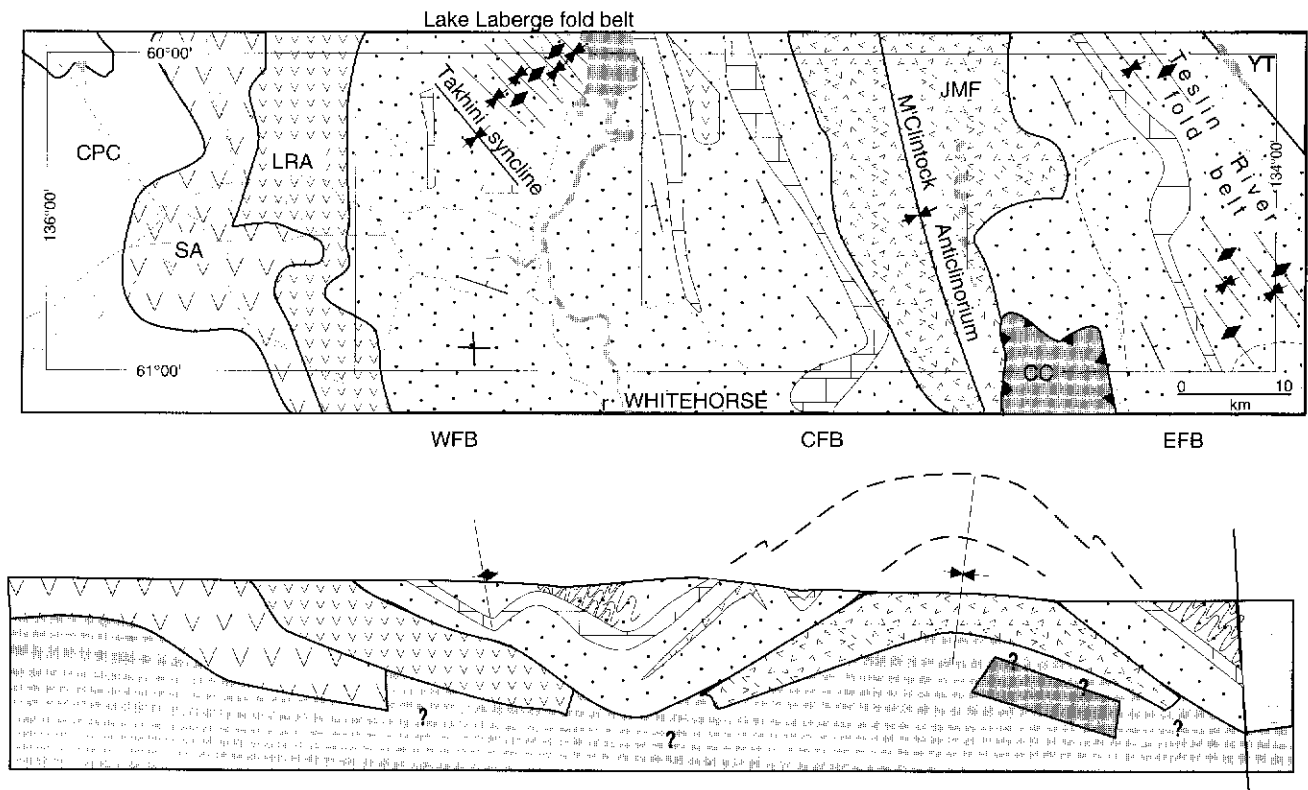 Lake Laberge fold belt
60°00'
YT
Teslin fold
River belt
134°00'
JMF
M'Clintock Anticlinorium
Takhini syncline
CPC
LRA
136°00'
SA
61°00'
CC
0 10
km
WHITEHORSE
WFB CFB EFB
?
?
?
?
?